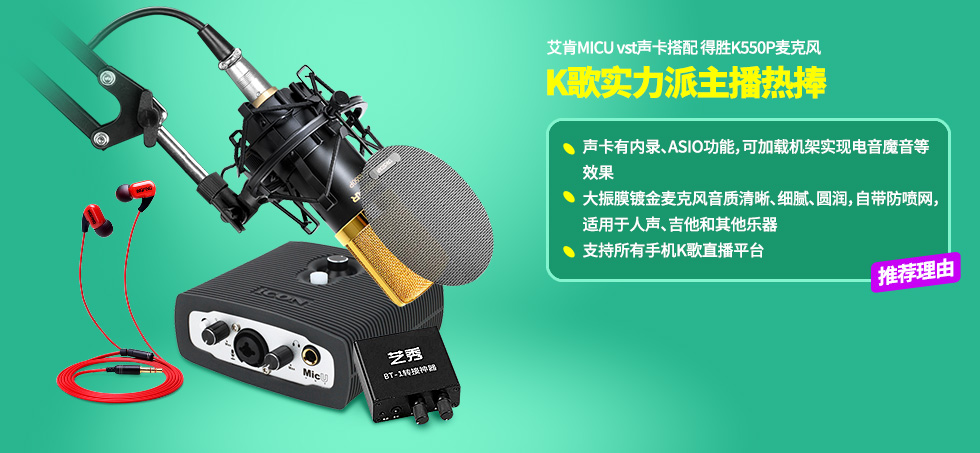 艾肯MICU vst声卡搭配 得胜K550P麦克风
K歌实力派主播热捧
声卡有内录、ASIO功能，可加载机架实现电音魔音等
效果
大振膜镀金麦克风音质清晰、细腻、圆润，自带防喷网，
适用于人声、吉他和其他乐器
支持所有手机K歌直播平台
推荐理由
ICON
MicU
艺秀
BT-1转接神器